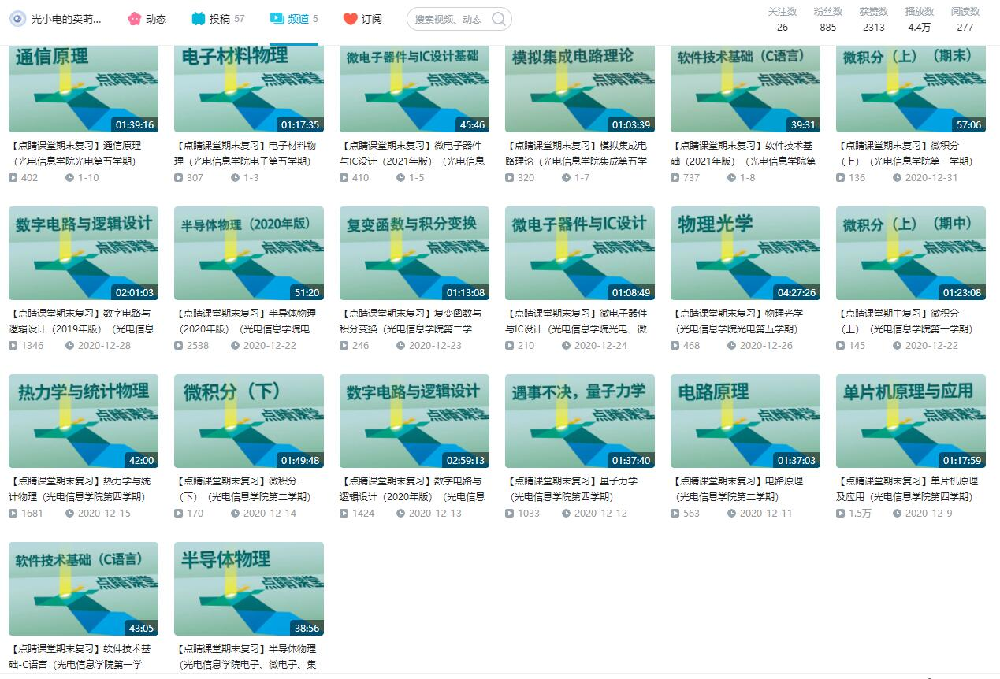 光小电的卖萌... 动态 投稿 57 频道 5 订阅 搜索视频、动态 关注数 粉丝数 获赞数 播放数 阅读数
26 885 2313 4.4万 277
通信原理 电子材料物理 微电子器件与IC设计基础 模拟集成电路理论 软件技术基础（C语言） 微积分（上）（期末）
点睛课堂 点睛课堂 点睛课堂 点睛课堂 点睛课堂 点睛课堂
01:39:16 01:17:35 45:46 01:03:39 39:31 57:06
【点睛课堂期末复习】通信原理 【点睛课堂期末复习】电子材料物 【点睛课堂期末复习】微电子器件 【点睛课堂期末复习】模拟集成电 【点睛课堂期末复习】软件技术基 【点睛课堂期末复习】微积分
（光电信息学院光电第五学期） 理（光电信息学院电子第五学期） 与IC设计（2021年版）（光电信息 路理论（光电信息学院集成第五学 础（2021年版）（光电信息学院第 （上）（光电信息学院第一学期）
402 1-10 307 1-3 410 1-5 320 1-7 737 1-8 136 2020-12-31
数字电路与逻辑设计 半导体物理（2020年版） 复变函数与积分变换 微电子器件与IC设计 物理光学 微积分（上）（期中）
点睛课堂 点睛课堂 点睛课堂 点睛课堂 点睛课堂 点睛课堂
02:01:03 51:20 01:13:08 01:08:49 04:27:26 01:23:08
【点睛课堂期末复习】数字电路与 【点睛课堂期末复习】半导体物理 【点睛课堂期末复习】复变函数与 【点睛课堂期末复习】微电子器件 【点睛课堂期末复习】物理光学 【点睛课堂期中复习】微积分
逻辑设计（2019年版）（光电信息 （2020年版）（光电信息学院电 积分变换（光电信息学院第二学 与IC设计（光电信息学院光电、微 （光电信息学院光电第五学期） （上）（光电信息学院第一学期）
1346 2020-12-28 2538 2020-12-22 246 2020-12-23 210 2020-12-24 468 2020-12-26 145 2020-12-22
热力学与统计物理 微积分（下） 数字电路与逻辑设计 遇事不决，量子力学 电路原理 单片机原理与应用
点睛课堂 点睛课堂 点睛课堂 点睛课堂 点睛课堂 点睛课堂
42:00 01:49:48 02:59:13 01:37:40 01:37:03 01:17:59
【点睛课堂期末复习】热力学与统 【点睛课堂期末复习】微积分 【点睛课堂期末复习】数字电路与 【点睛课堂期末复习】量子力学 【点睛课堂期末复习】电路原理 【点睛课堂期末复习】单片机原理
计物理（光电信息学院第四学期） （下）（光电信息学院第二学期） 逻辑设计（2020年版）（光电信息 （光电信息学院第四学期） （光电信息学院第二学期） 及应用（光电信息学院第四学期）
1681 2020-12-15 170 2020-12-14 1424 2020-12-13 1033 2020-12-12 563 2020-12-11 1.5万 2020-12-9
软件技术基础（C语言） 半导体物理
点睛课堂 点睛课堂
43:05 38:56
【点睛课堂期末复习】软件技术基 【点睛课堂期末复习】半导体物理
础-C语言（光电信息学院第一学 （光电信息学院电子、微电子、集